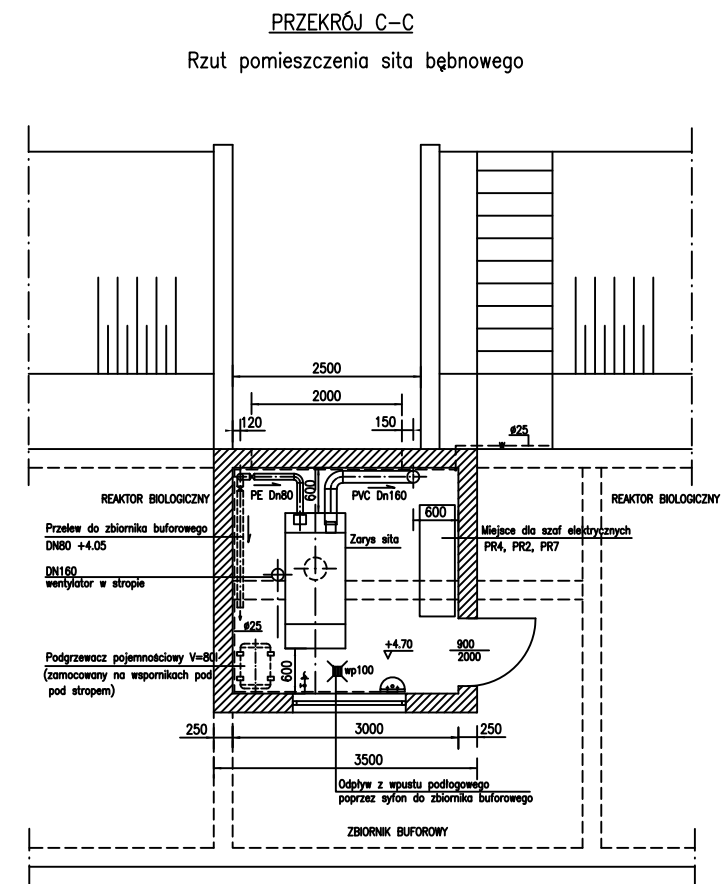 PRZEKRÓJ C-C
Rzut pomieszczenia sita bębnowego
2500
2000
120
150
ø25
REAKTOR BIOLOGICZNY
PE Dn80
600
PVC Dn160
REAKTOR BIOLOGICZNY
600
Przelew do zbiornika buforowego
DN80 +4.05
Zarys sita
Miejsce dla szaf elektrycznych
PR4, PR2, PR7
DN160
wentylator w stropie
ø25
+4.70
900
2000
Podgrzewacz pojemnościowy V=80l
(zamocowany na wspornikach pod
pod stropem)
600
wp100
250
3000
250
3500
Odpływ z wpustu podłogowego
poprzez syfon do zbiornika buforowego
ZBIORNIK BUFOROWY